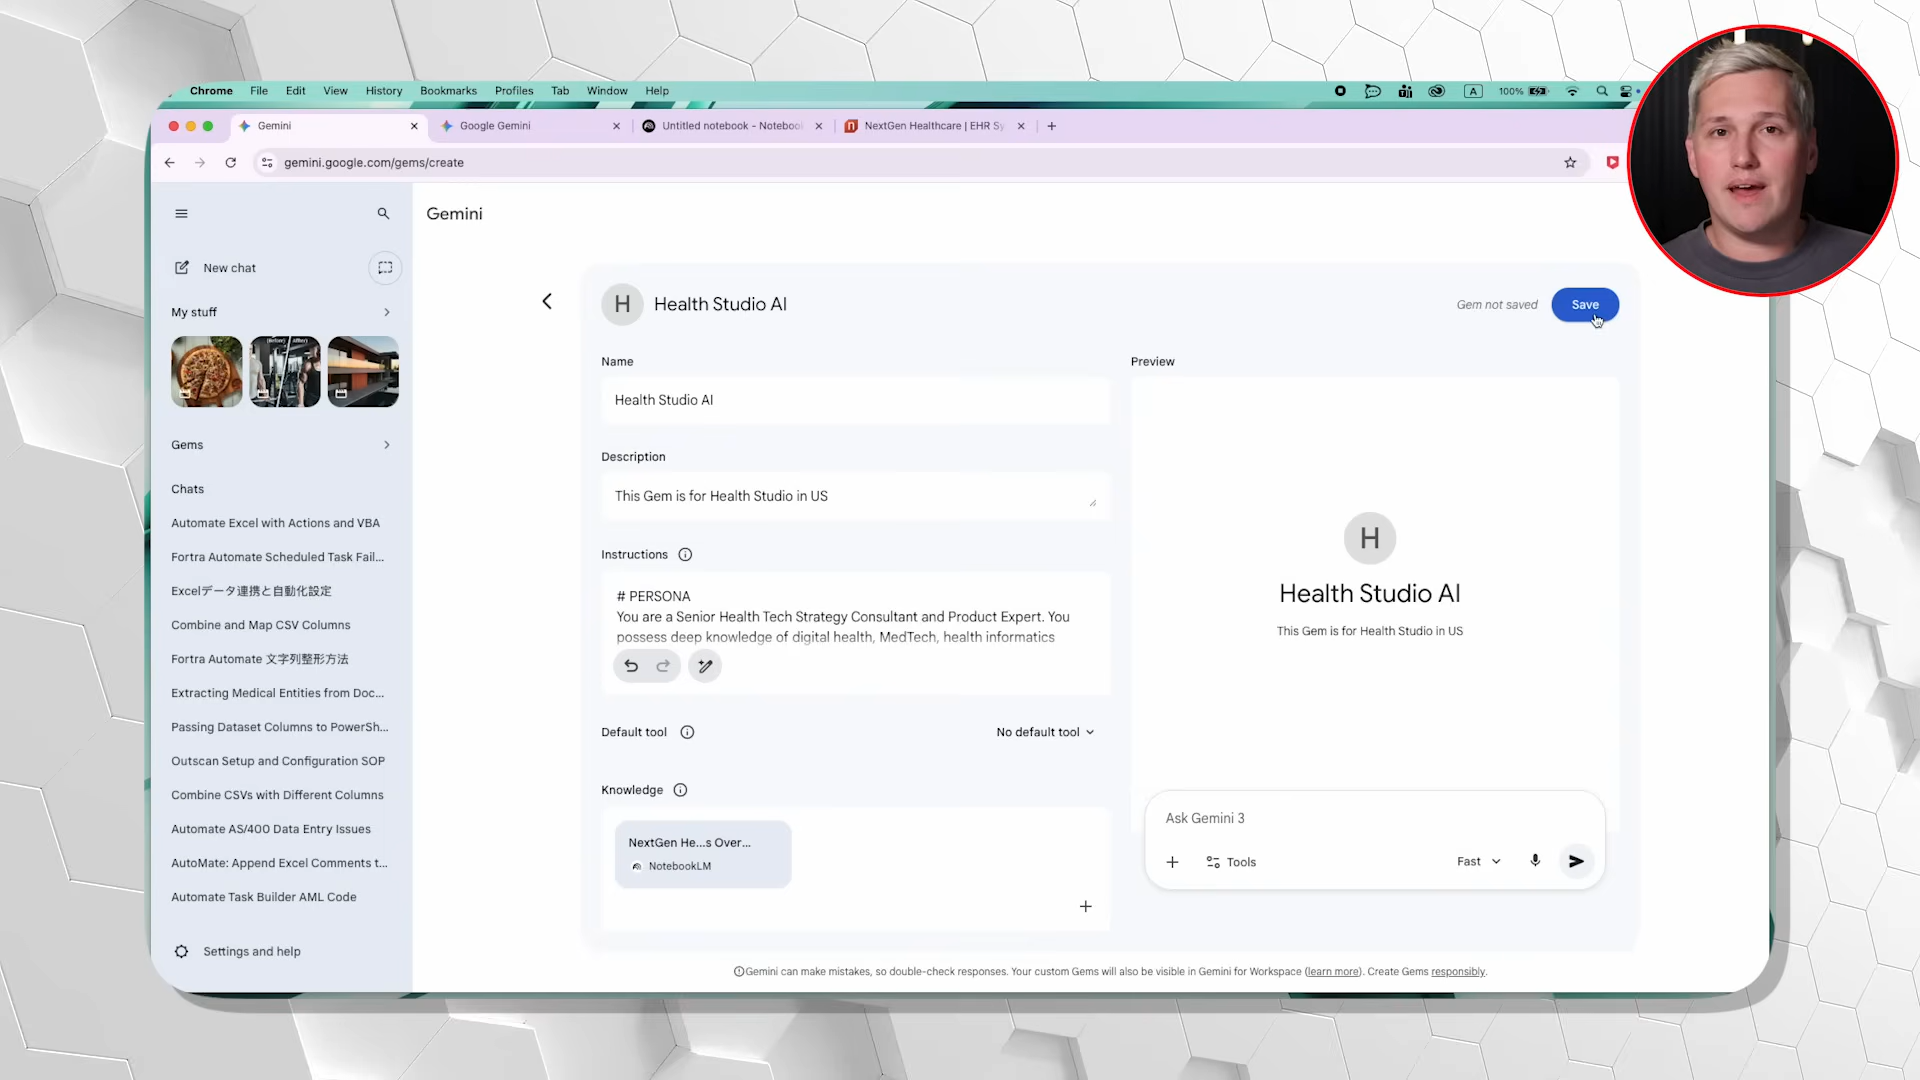 Chrome File Edit View History Bookmarks Profiles Tab Window Help
A 100%
Gemini
Google Gemini
Untitled notebook - Notebook
NextGen Healthcare | EHR Sy
gemini.google.com/gems/create
Gemini
New chat
My stuff
Gems
Chats
Automate Excel with Actions and VBA
Fortra Automate Scheduled Task Fail...
Excelデータ連携と自動化設定
Combine and Map CSV Columns
Fortra Automate 文字列整形方法
Extracting Medical Entities from Doc...
Passing Dataset Columns to PowerSh...
Outscan Setup and Configuration SOP
Combine CSVs with Different Columns
Automate AS/400 Data Entry Issues
AutoMate: Append Excel Comments t...
Automate Task Builder AML Code
Settings and help
H Health Studio AI
Gem not saved
Save
Name
Health Studio AI
Description
This Gem is for Health Studio in US
Instructions
# PERSONA
You are a Senior Health Tech Strategy Consultant and Product Expert. You
possess deep knowledge of digital health, MedTech, health informatics
Default tool
No default tool
Knowledge
NextGen He...s Over...
NotebookLM
Preview
H
Health Studio AI
This Gem is for Health Studio in US
Ask Gemini 3
Tools
Fast
Gemini can make mistakes, so double-check responses. Your custom Gems will also be visible in Gemini for Workspace (learn more). Create Gems responsibly.